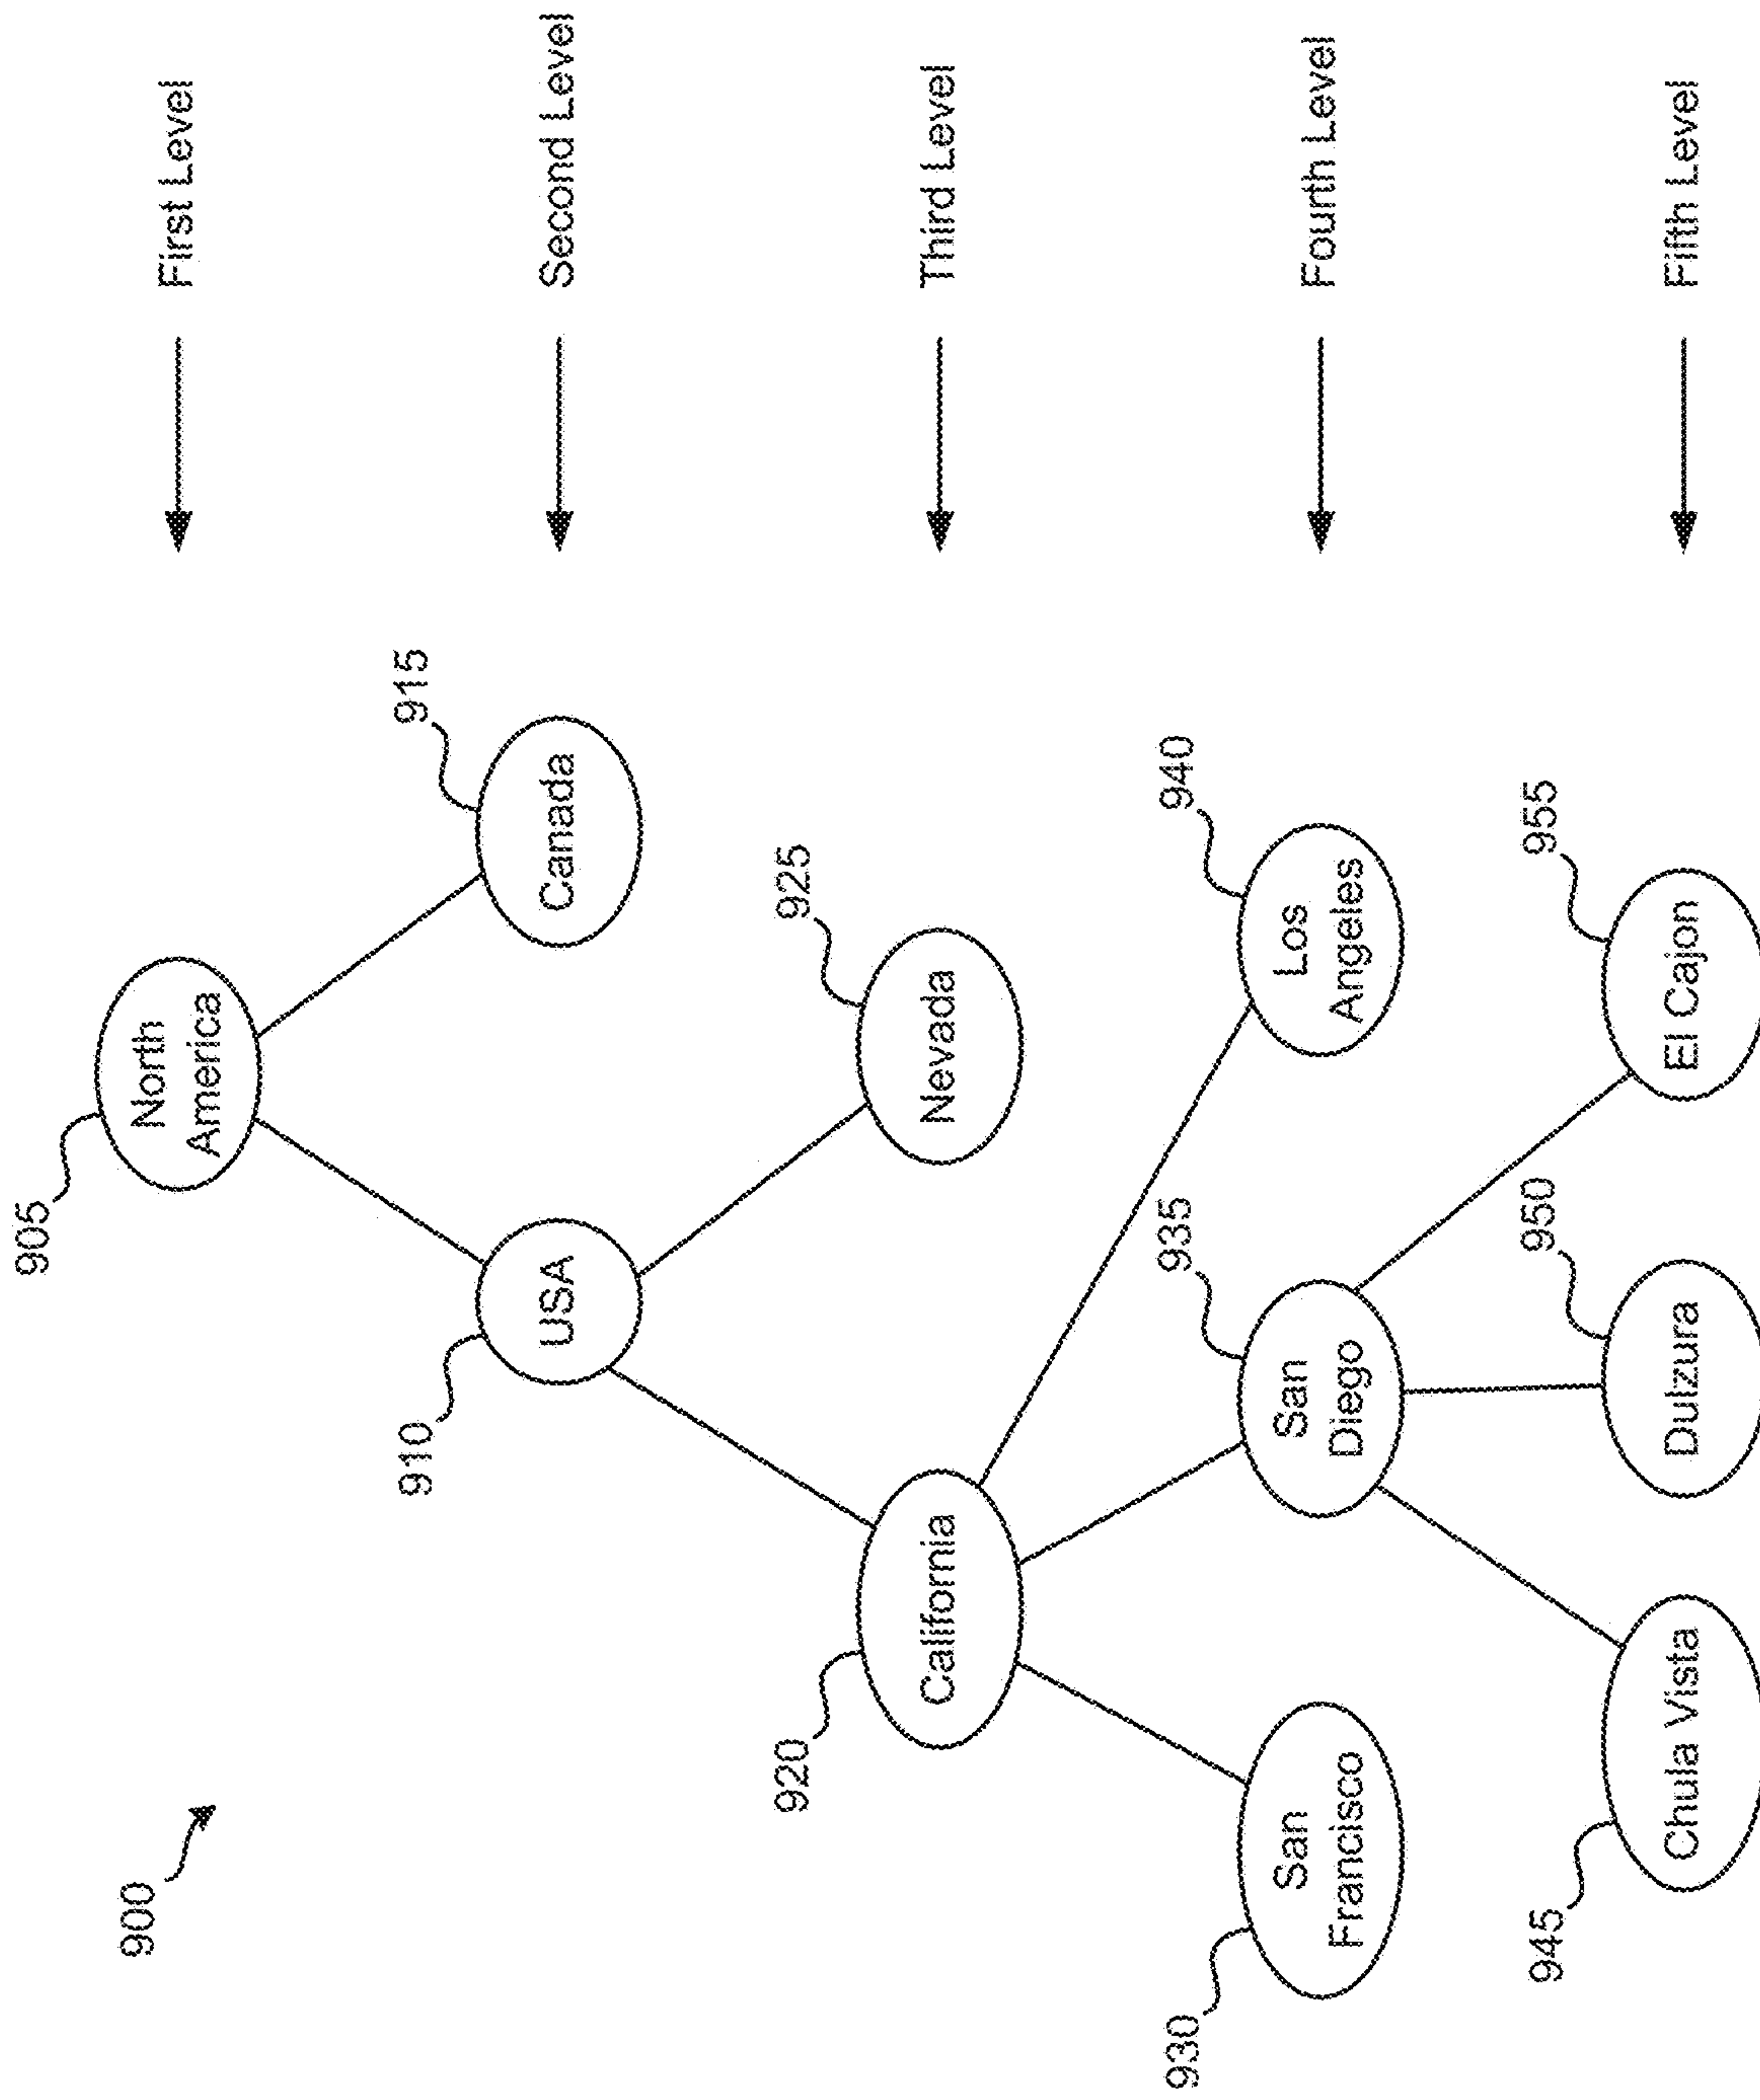 900
905
North
America
First Level
910
USA
Canada
915
Second Level
920
California
Nevada
925
Third Level
930
San
Francisco
935
San
Diego
940
Los
Angeles
Fourth Level
945
Chula Vista
950
Dulzura
955
El Cajon
Fifth Level